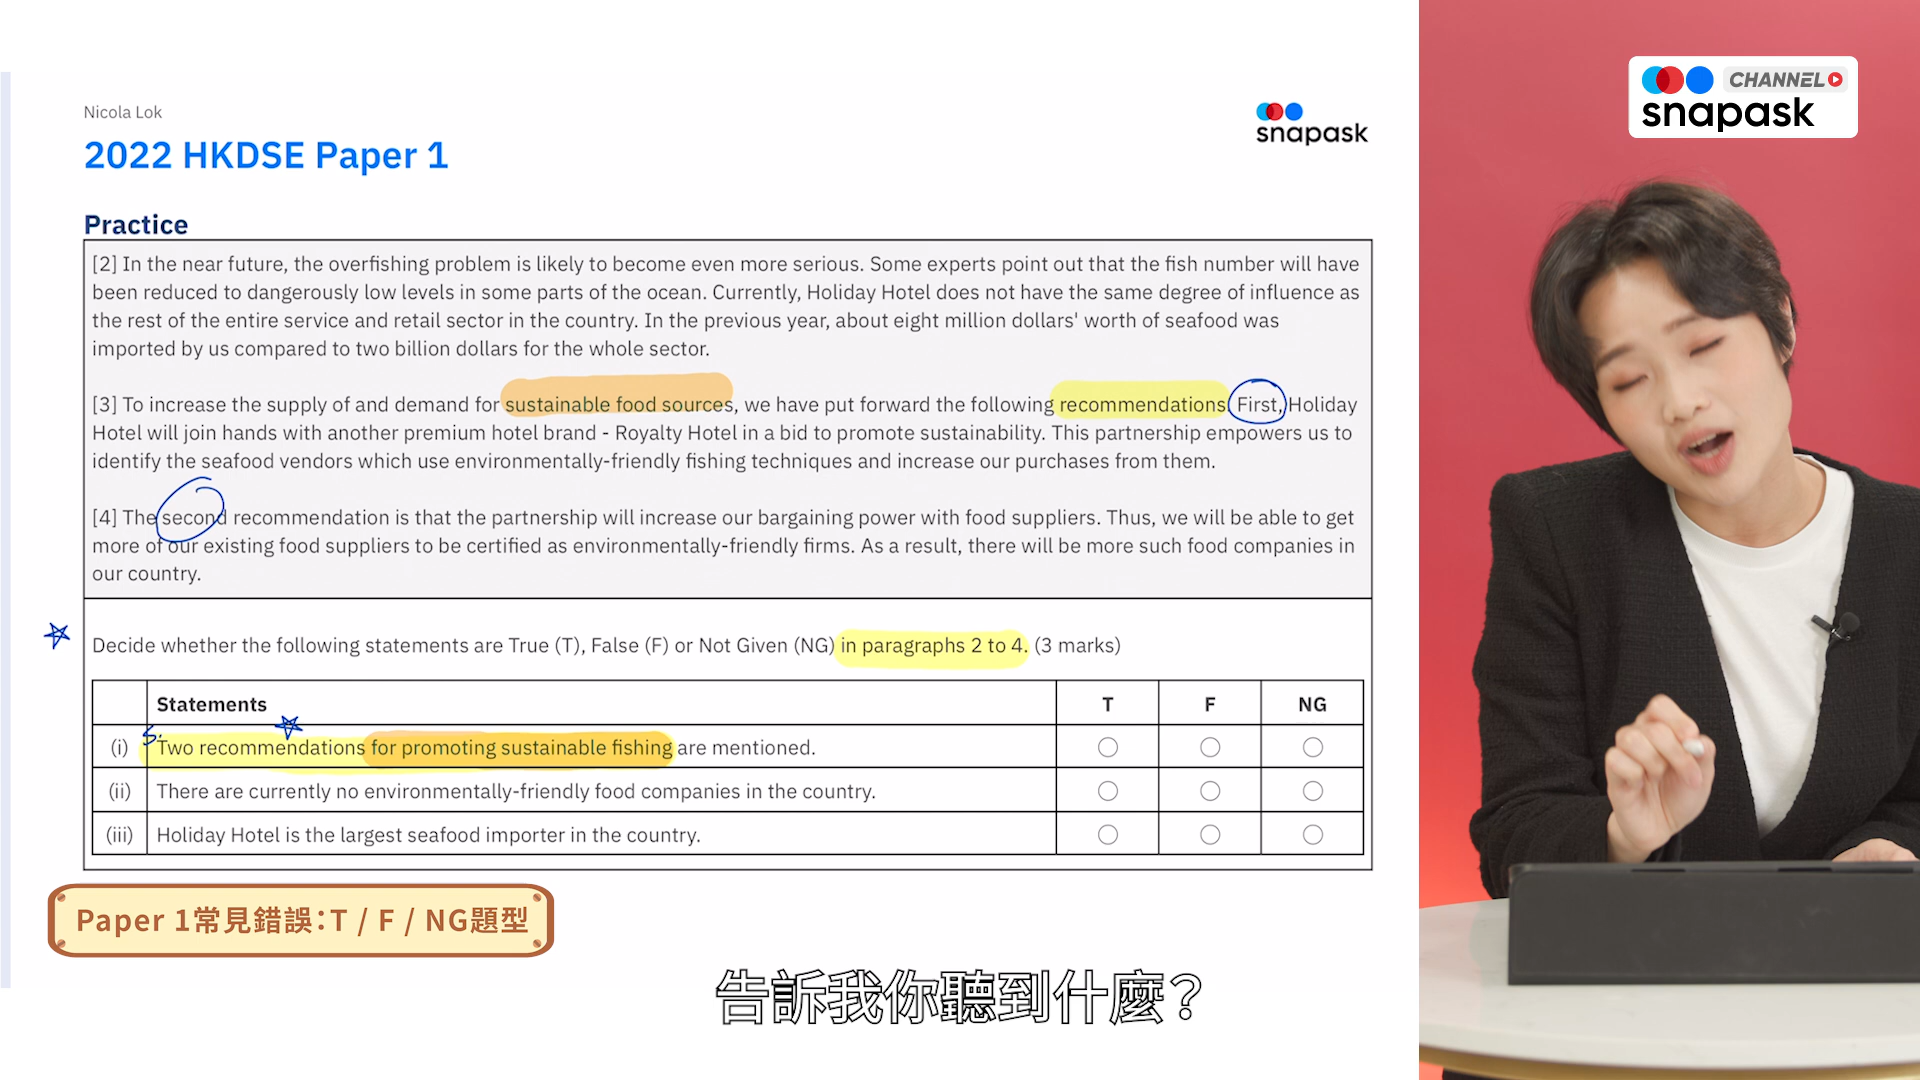 Nicola Lok
2022 HKDSE Paper 1
snapask
CHANNEL
snapask
Practice
[2] In the near future, the overfishing problem is likely to become even more serious. Some experts point out that the fish number will have
been reduced to dangerously low levels in some parts of the ocean. Currently, Holiday Hotel does not have the same degree of influence as
the rest of the entire service and retail sector in the country. In the previous year, about eight million dollars' worth of seafood was
imported by us compared to two billion dollars for the whole sector.
[3] To increase the supply of and demand for sustainable food sources, we have put forward the following recommendations. First, Holiday
Hotel will join hands with another premium hotel brand - Royalty Hotel in a bid to promote sustainability. This partnership empowers us to
identify the seafood vendors which use environmentally-friendly fishing techniques and increase our purchases from them.
[4] The second recommendation is that the partnership will increase our bargaining power with food suppliers. Thus, we will be able to get
more of our existing food suppliers to be certified as environmentally-friendly firms. As a result, there will be more such food companies in
our country.
Decide whether the following statements are True (T), False (F) or Not Given (NG) in paragraphs 2 to 4. (3 marks)
Statements T F NG
(i) Two recommendations for promoting sustainable fishing are mentioned.
(ii) There are currently no environmentally-friendly food companies in the country.
(iii) Holiday Hotel is the largest seafood importer in the country.
Paper 1常見錯誤：T / F / NG題型
告訴我你聽到什麼？